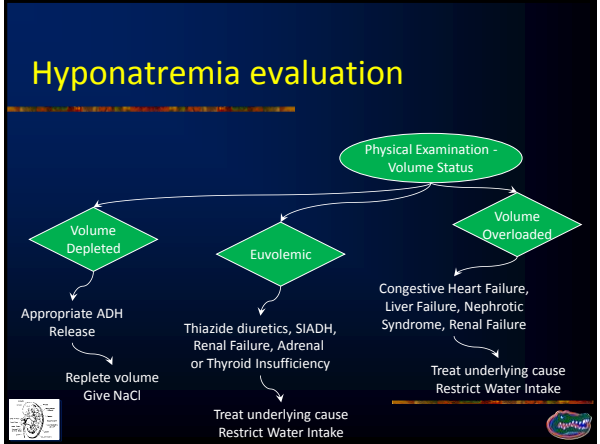 Hyponatremia evaluation
Physical Examination -
Volume Status
Volume
Depleted
Euvolemic
Volume
Overloaded
Appropriate ADH
Release
Thiazide diuretics, SIADH,
Renal Failure, Adrenal
or Thyroid Insufficiency
Congestive Heart Failure,
Liver Failure, Nephrotic
Syndrome, Renal Failure
Replete volume
Give NaCl
Treat underlying cause
Restrict Water Intake
Treat underlying cause
Restrict Water Intake